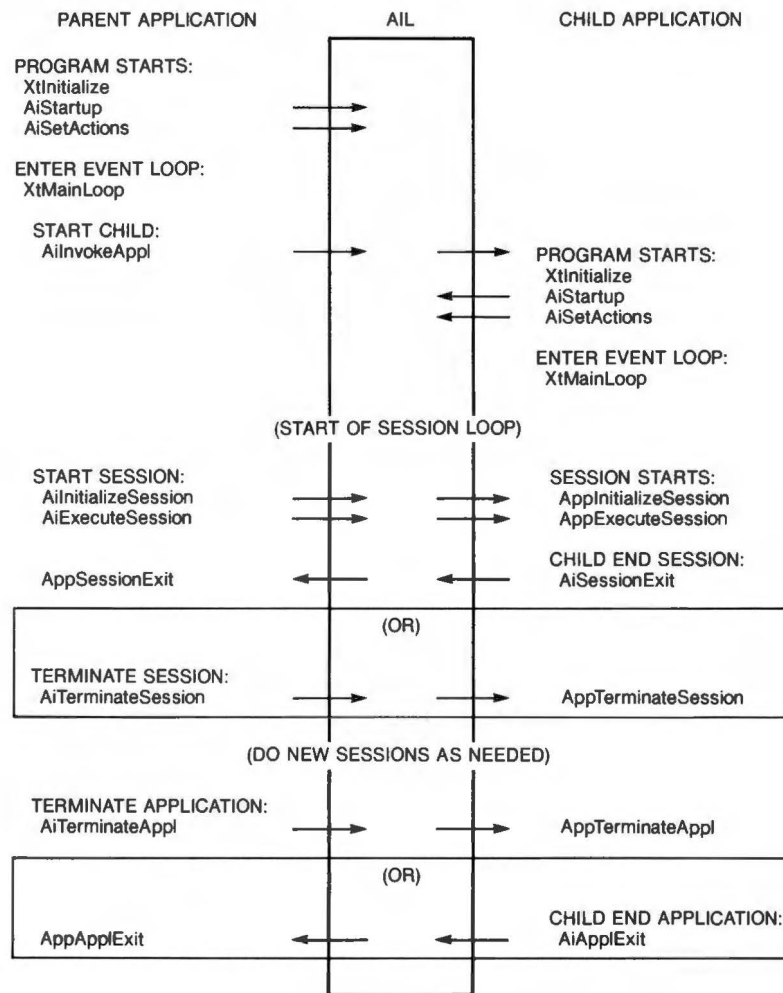 PARENT APPLICATION AIL CHILD APPLICATION
PROGRAM STARTS:
XtInitialize
AiStartup
AiSetActions
ENTER EVENT LOOP:
XtMainLoop
START CHILD:
AiInvokeAppl
PROGRAM STARTS:
XtInitialize
AiStartup
AiSetActions
ENTER EVENT LOOP:
XtMainLoop
(START OF SESSION LOOP)
START SESSION: SESSION STARTS:
AiInitializeSession AppInitializeSession
AiExecuteSession AppExecuteSession
CHILD END SESSION:
AppSessionExit AiSessionExit
(OR)
TERMINATE SESSION:
AiTerminateSession AppTerminateSession
(DO NEW SESSIONS AS NEEDED)
TERMINATE APPLICATION:
AiTerminateAppl AppTerminateAppl
(OR)
CHILD END APPLICATION:
AppApplExit AiApplExit